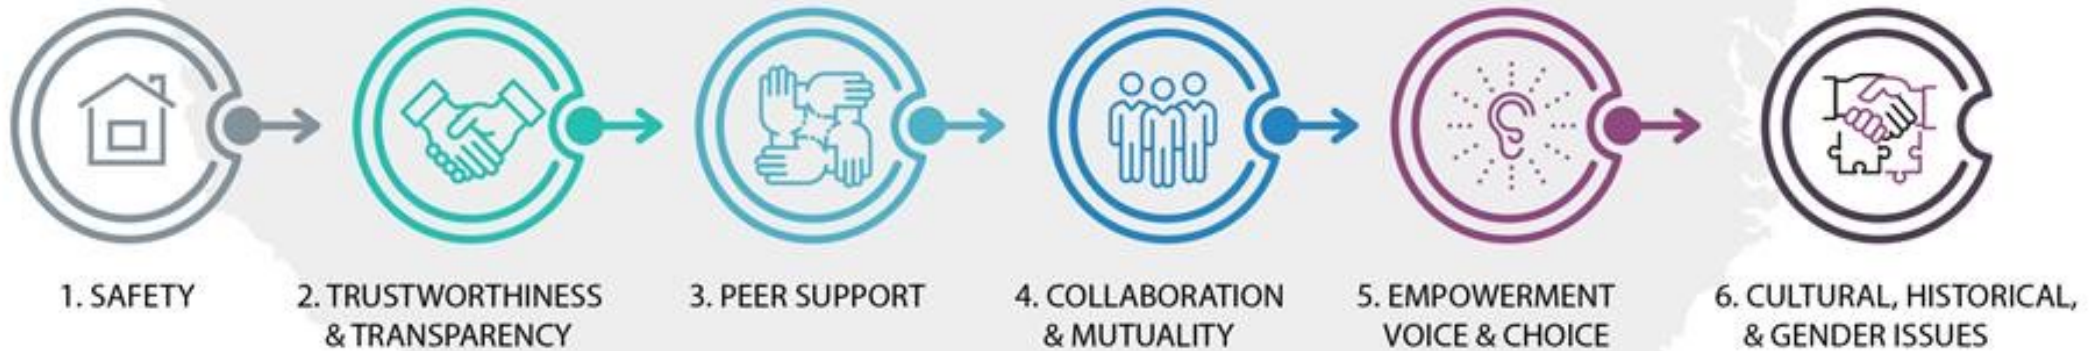 1. SAFETY
2. TRUSTWORTHINESS
& TRANSPARENCY
3. PEER SUPPORT
4. COLLABORATION
& MUTUALITY
5. EMPOWERMENT
VOICE & CHOICE
6. CULTURAL, HISTORICAL,
& GENDER ISSUES